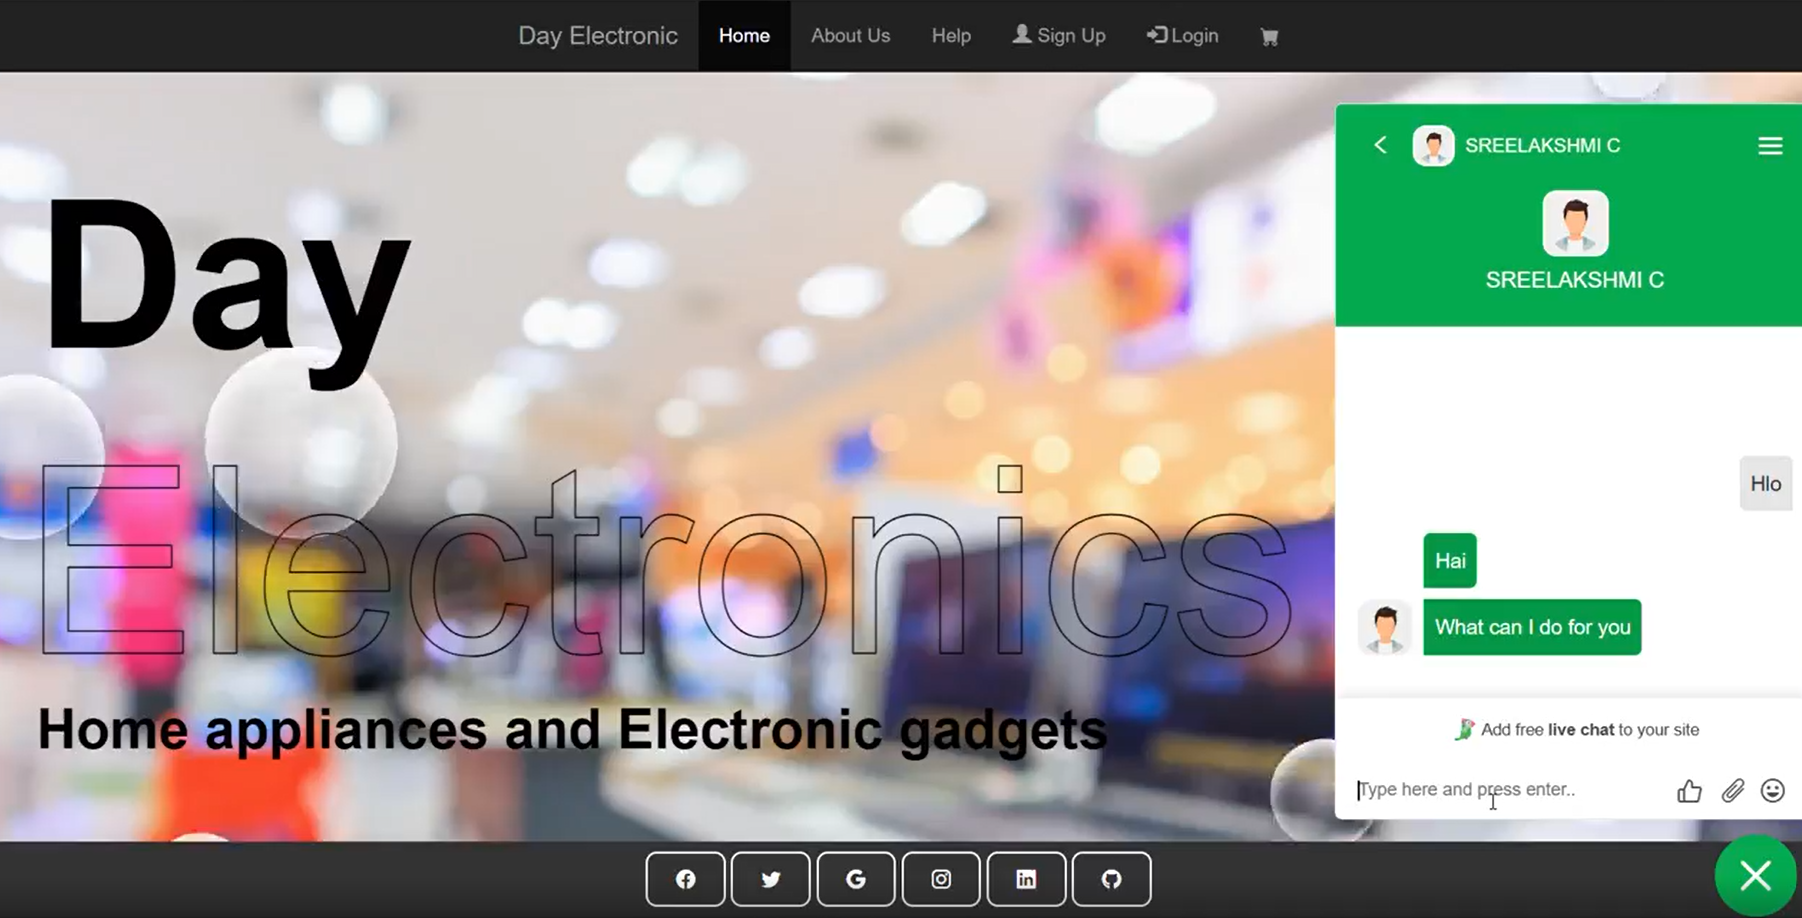 Day Electronic
Home
About Us
Help
Sign Up
Login
Day
Electronics
Home appliances and Electronic gadgets
SREELAKSHMI C
SREELAKSHMI C
Hlo
Hai
What can I do for you
Add free live chat to your site
Type here and press enter..